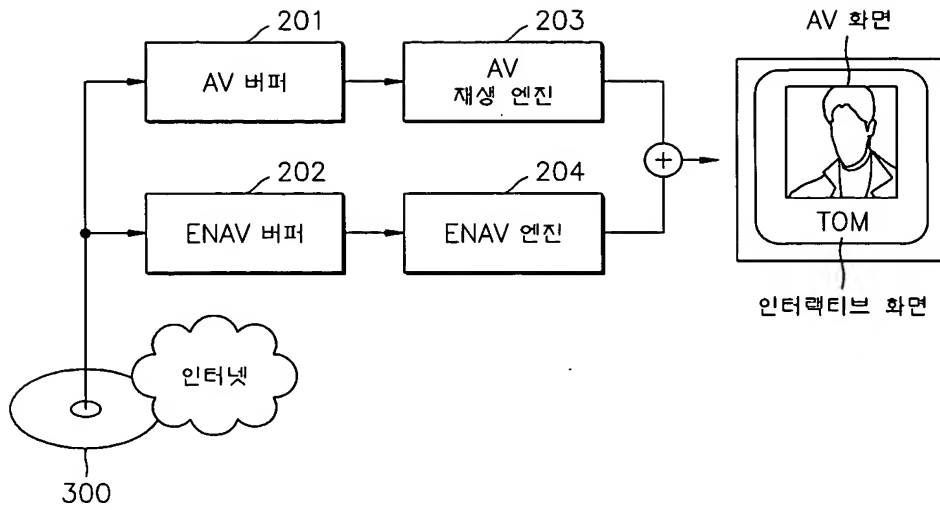 201
203
AV 화면
AV 버퍼
AV
재생 엔진
202
204
ENAV 버퍼
ENAV 엔진
TOM
인터랙티브 화면
인터넷
300